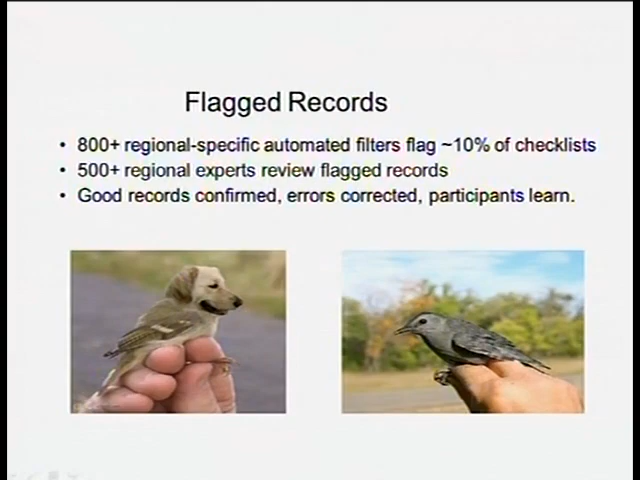 Flagged Records
• 800+ regional-specific automated filters flag ~10% of checklists
• 500+ regional experts review flagged records
• Good records confirmed, errors corrected, participants learn.